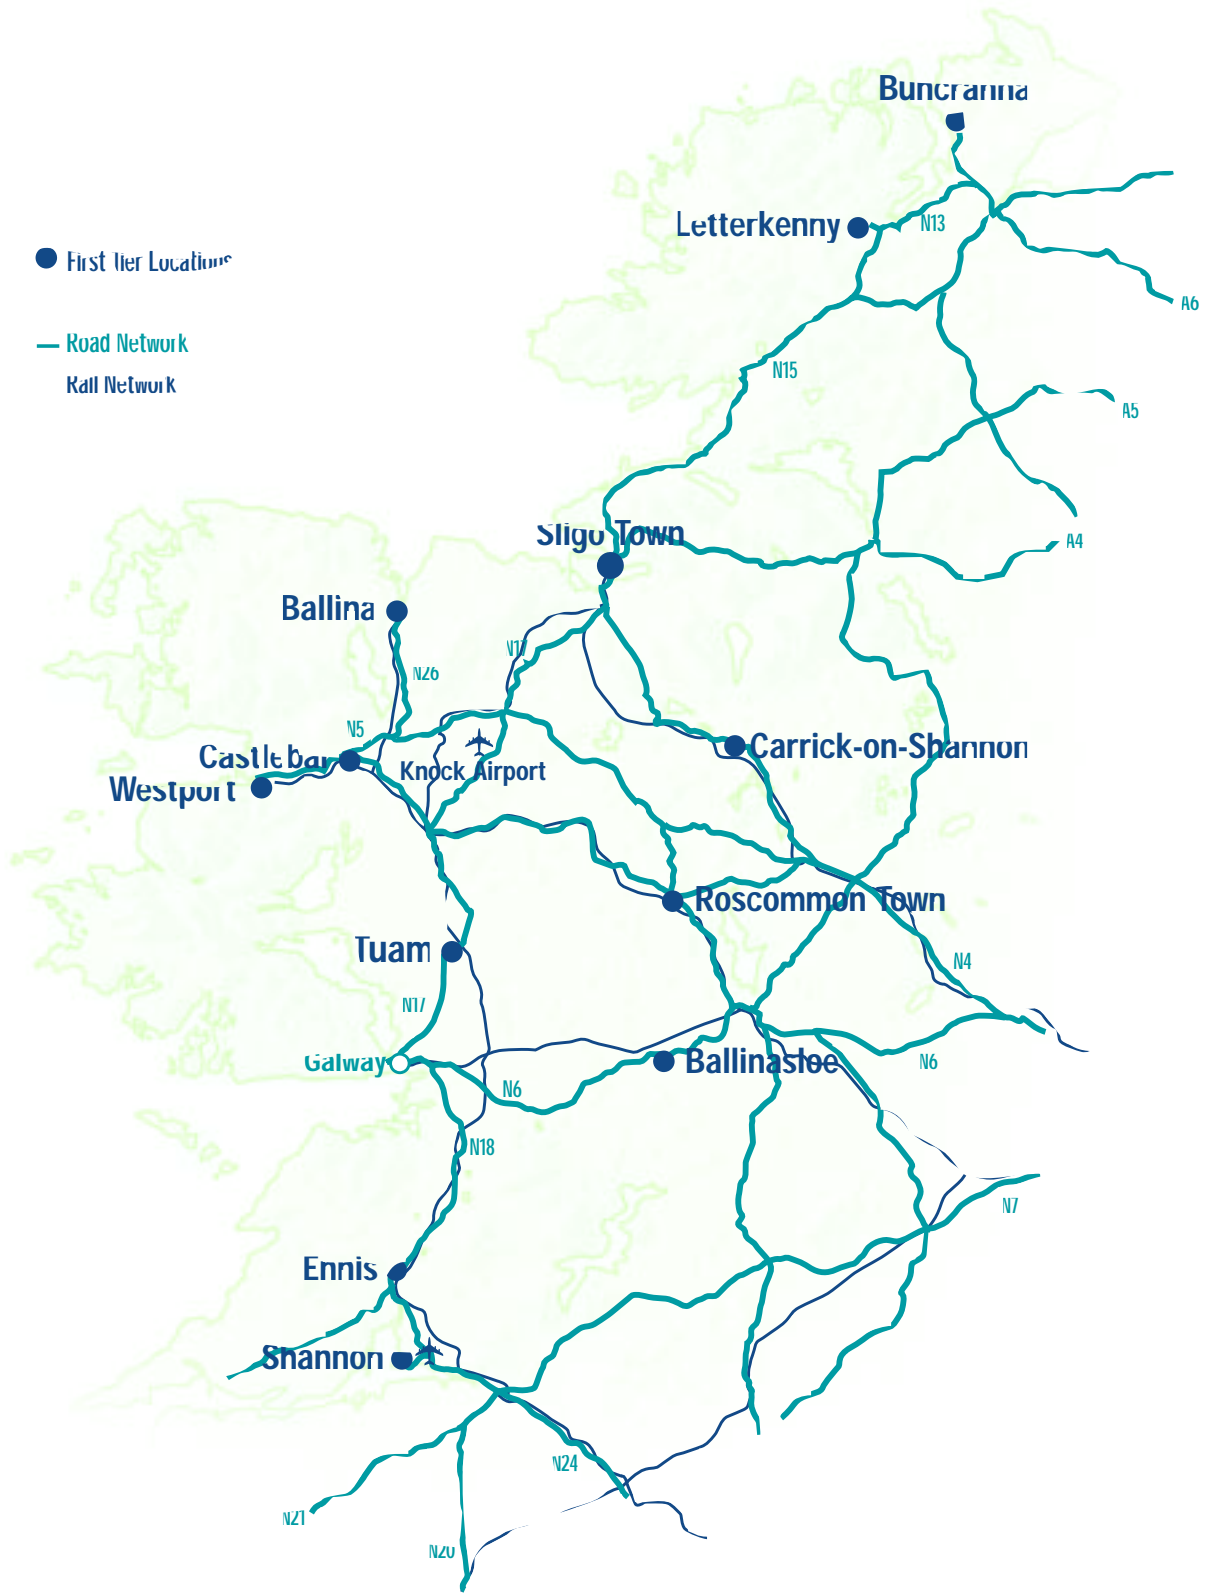 Buncranna
Letterkenny
N13
First tier Locations
A6
Road Network
N15
Rail Network
A5
Sligo Town
A4
Ballina
N17
N26
N5
Castlebar
Carrick-on-Shannon
Knock Airport
Westport
Roscommon Town
Tuam
N4
N17
Galway
Ballinasloe
N6
N6
N18
N7
Ennis
Shannon
N24
N21
N20